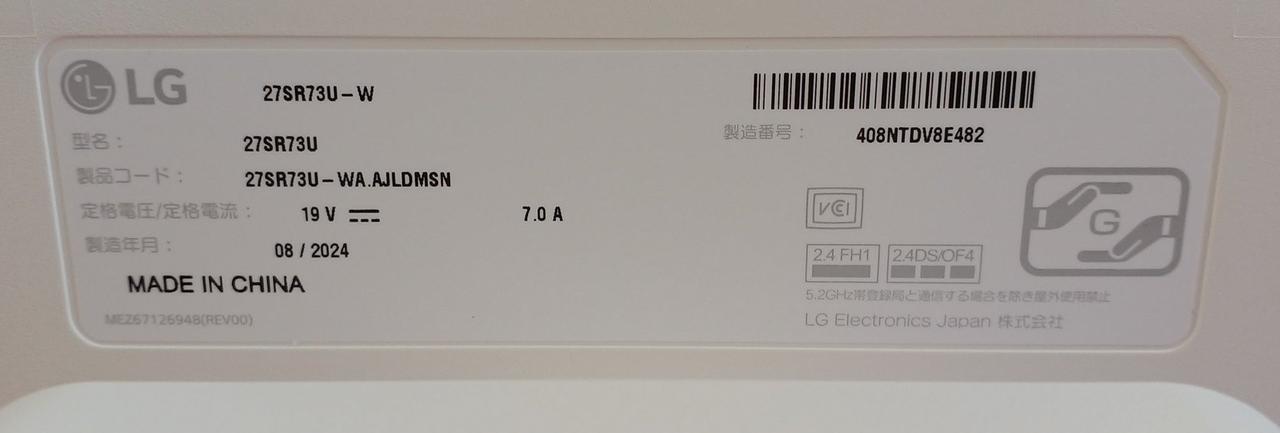 LG 27SR73U-W
型名: 27SR73U
製品コード: 27SR73U-WA.AJLDMSN
定格電圧/定格電流: 19 V 7.0 A
製造年月: 08 / 2024
MADE IN CHINA
MEZ67126948(REV00)
製造番号: 408NTDV8E482
VCCI
G
2.4 FH1 2.4DS/OF4
5.2GHz帯登録局と通信する場合を除き屋外使用禁止
LG Electronics Japan 株式会社